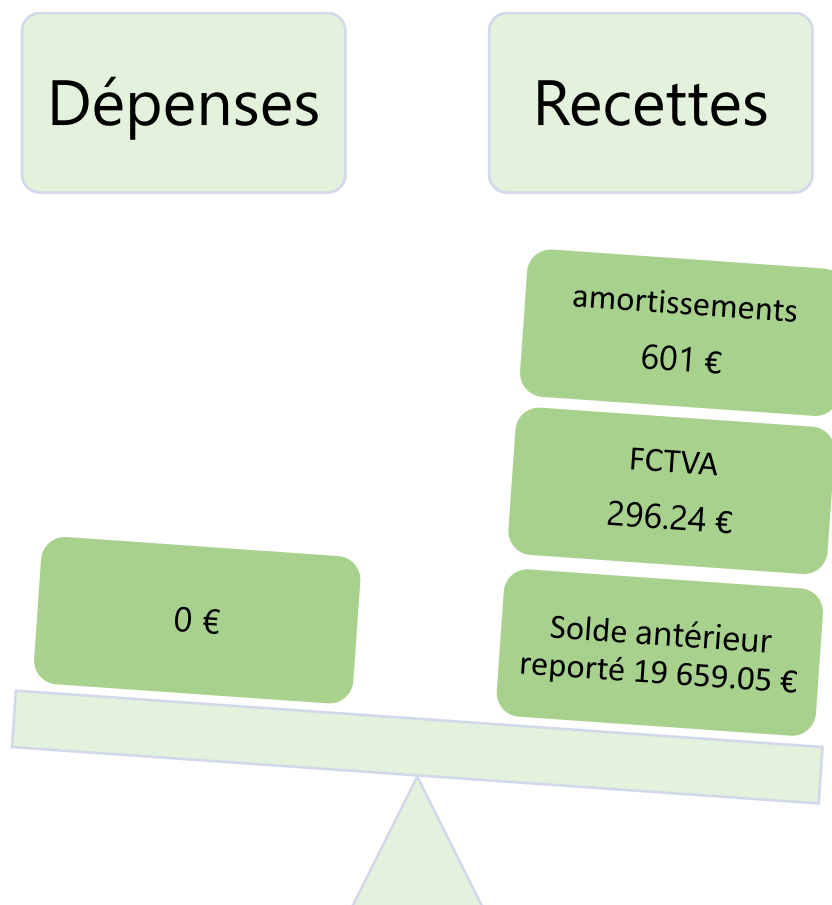 Dépenses
Recettes
amortissements
601 €
FCTVA
296.24 €
0 €
Solde antérieur
reporté 19 659.05 €